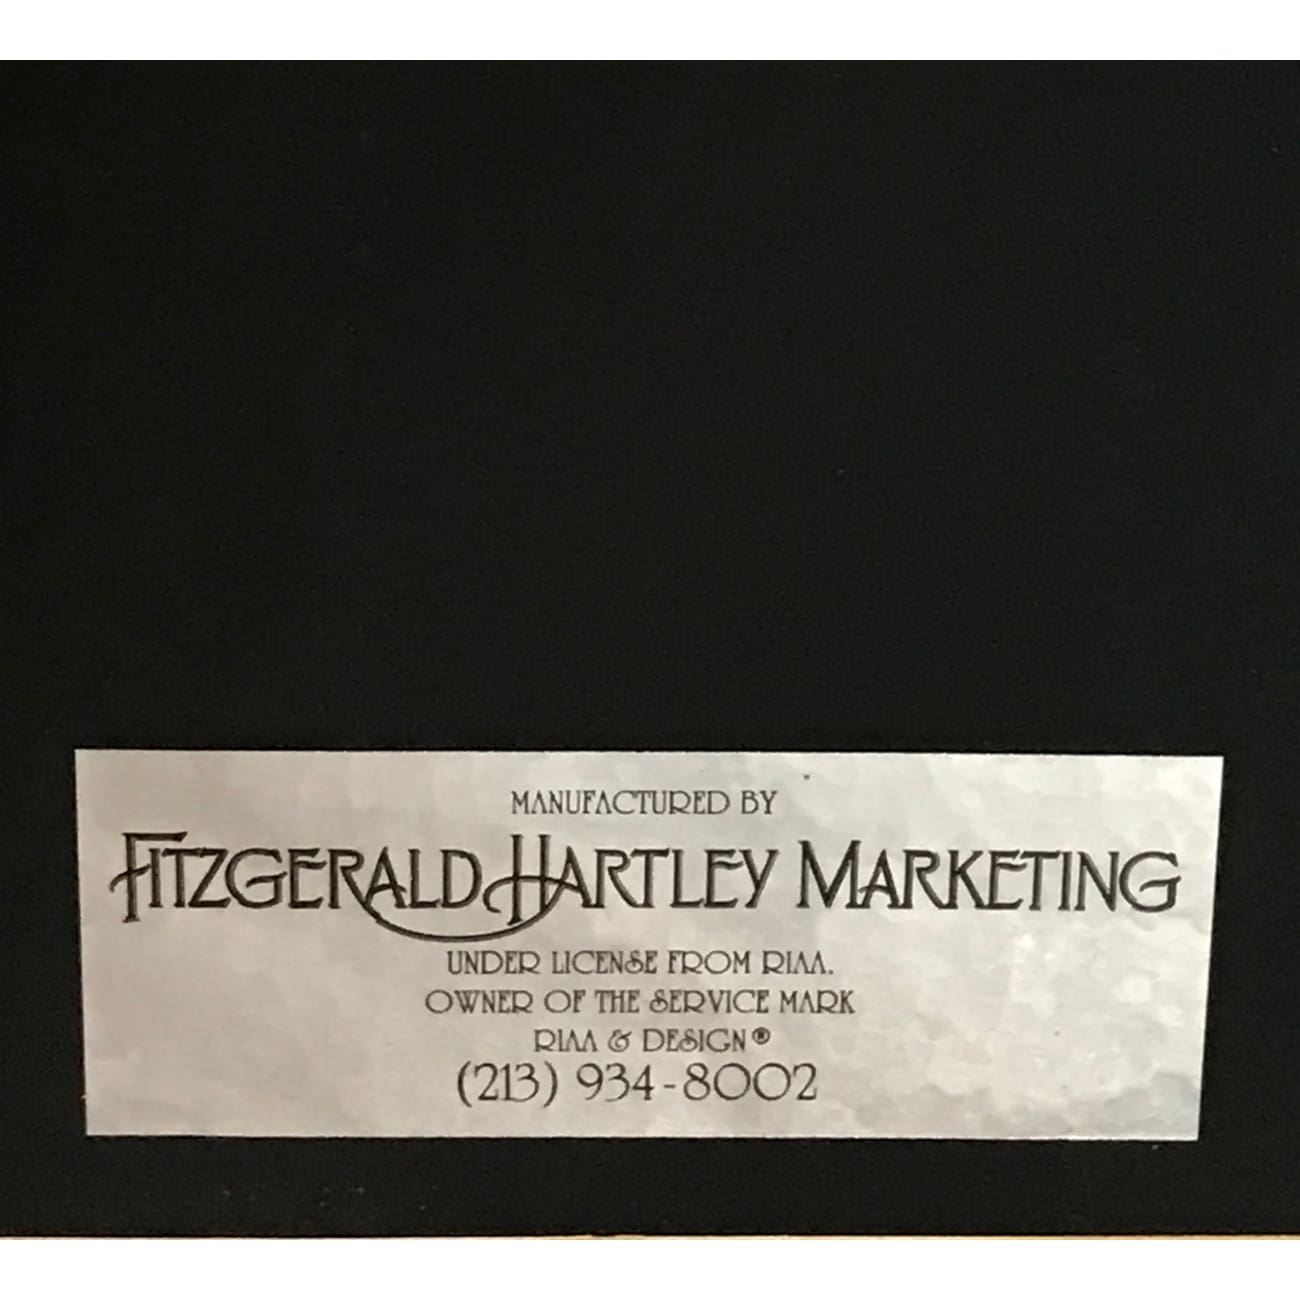 MANUFACTURED BY
FITZGERALD HARTLEY MARKETING
UNDER LICENSE FROM RIAA.
OWNER OF THE SERVICE MARK
RIAA & DESIGN®
(213) 934-8002